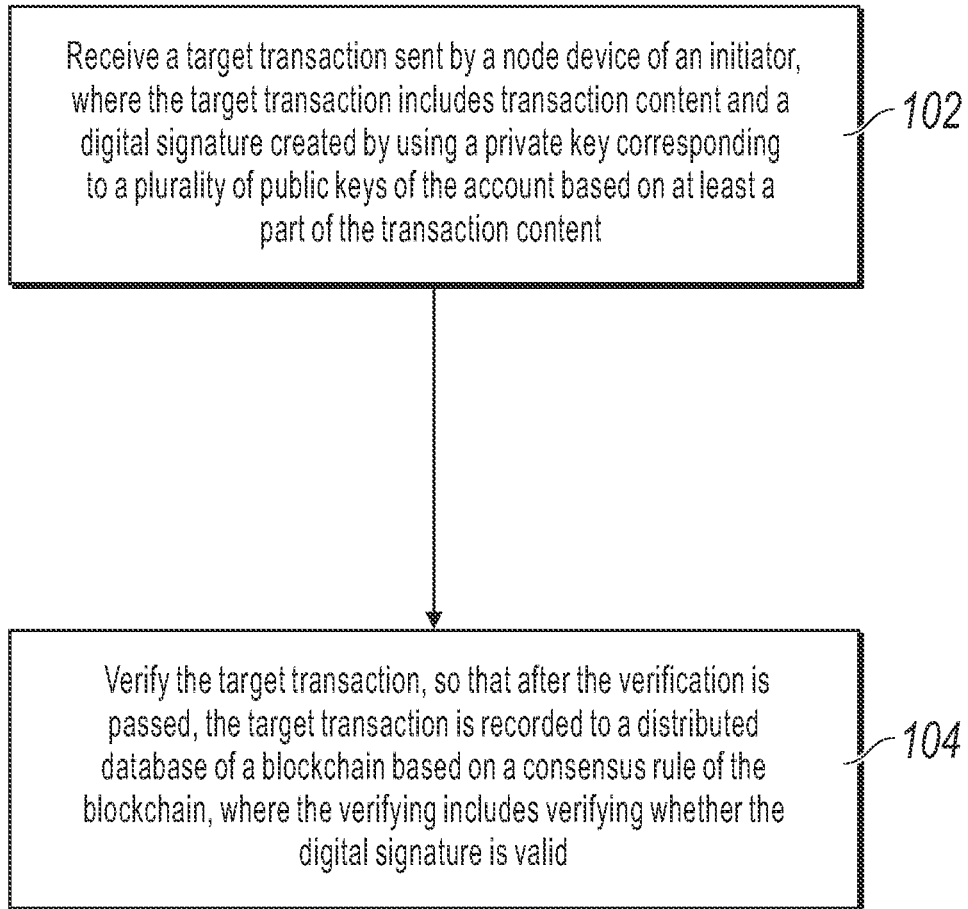 Receive a target transaction sent by a node device of an initiator,
where the target transaction includes transaction content and a
digital signature created by using a private key corresponding
to a plurality of public keys of the account based on at least a
part of the transaction content
102
Verify the target transaction, so that after the verification is
passed, the target transaction is recorded to a distributed
database of a blockchain based on a consensus rule of the
blockchain, where the verifying includes verifying whether the
digital signature is valid
104